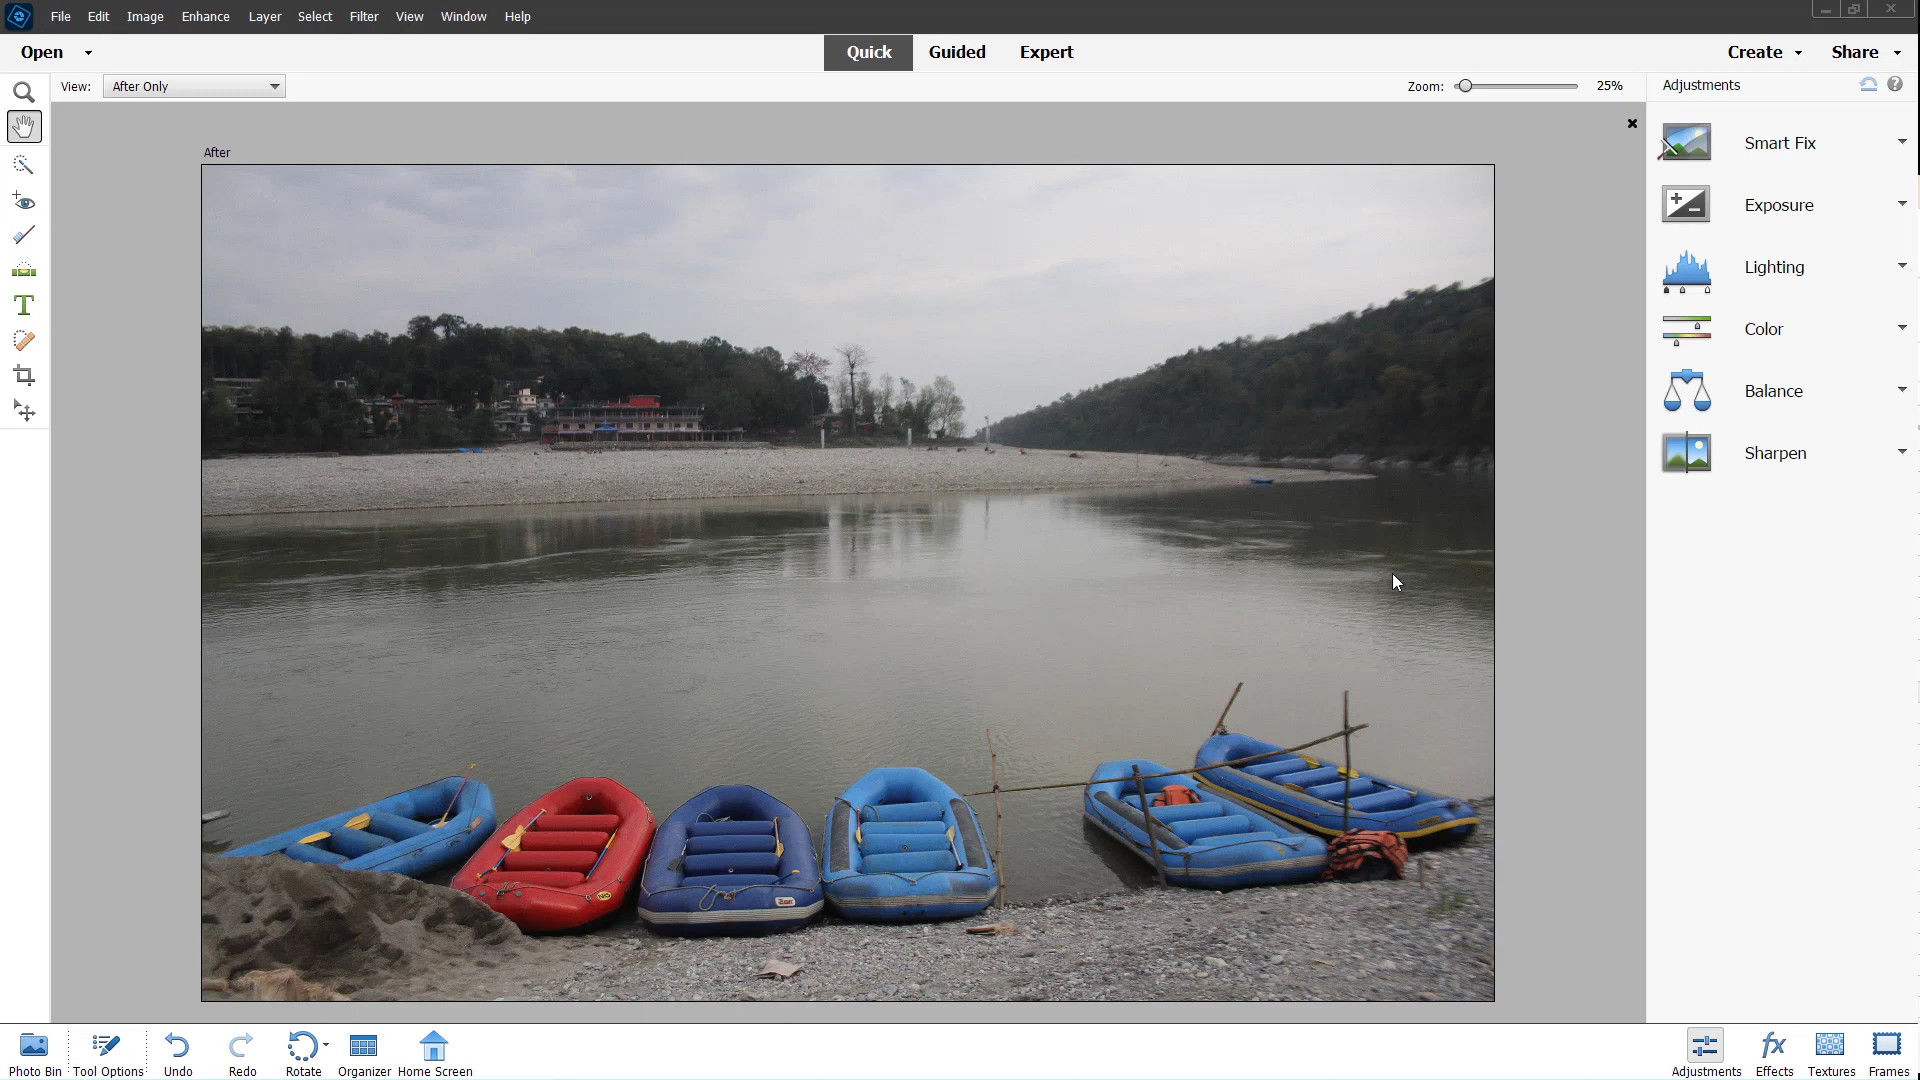 File Edit Image Enhance Layer Select Filter View Window Help
Open Quick Guided Expert Create Share
View: After Only Zoom: 25% Adjustments
After
Smart Fix
Exposure
Lighting
Color
Balance
Sharpen
T
Photo Bin Tool Options Undo Redo Rotate Organizer Home Screen Adjustments Effects Textures Frames